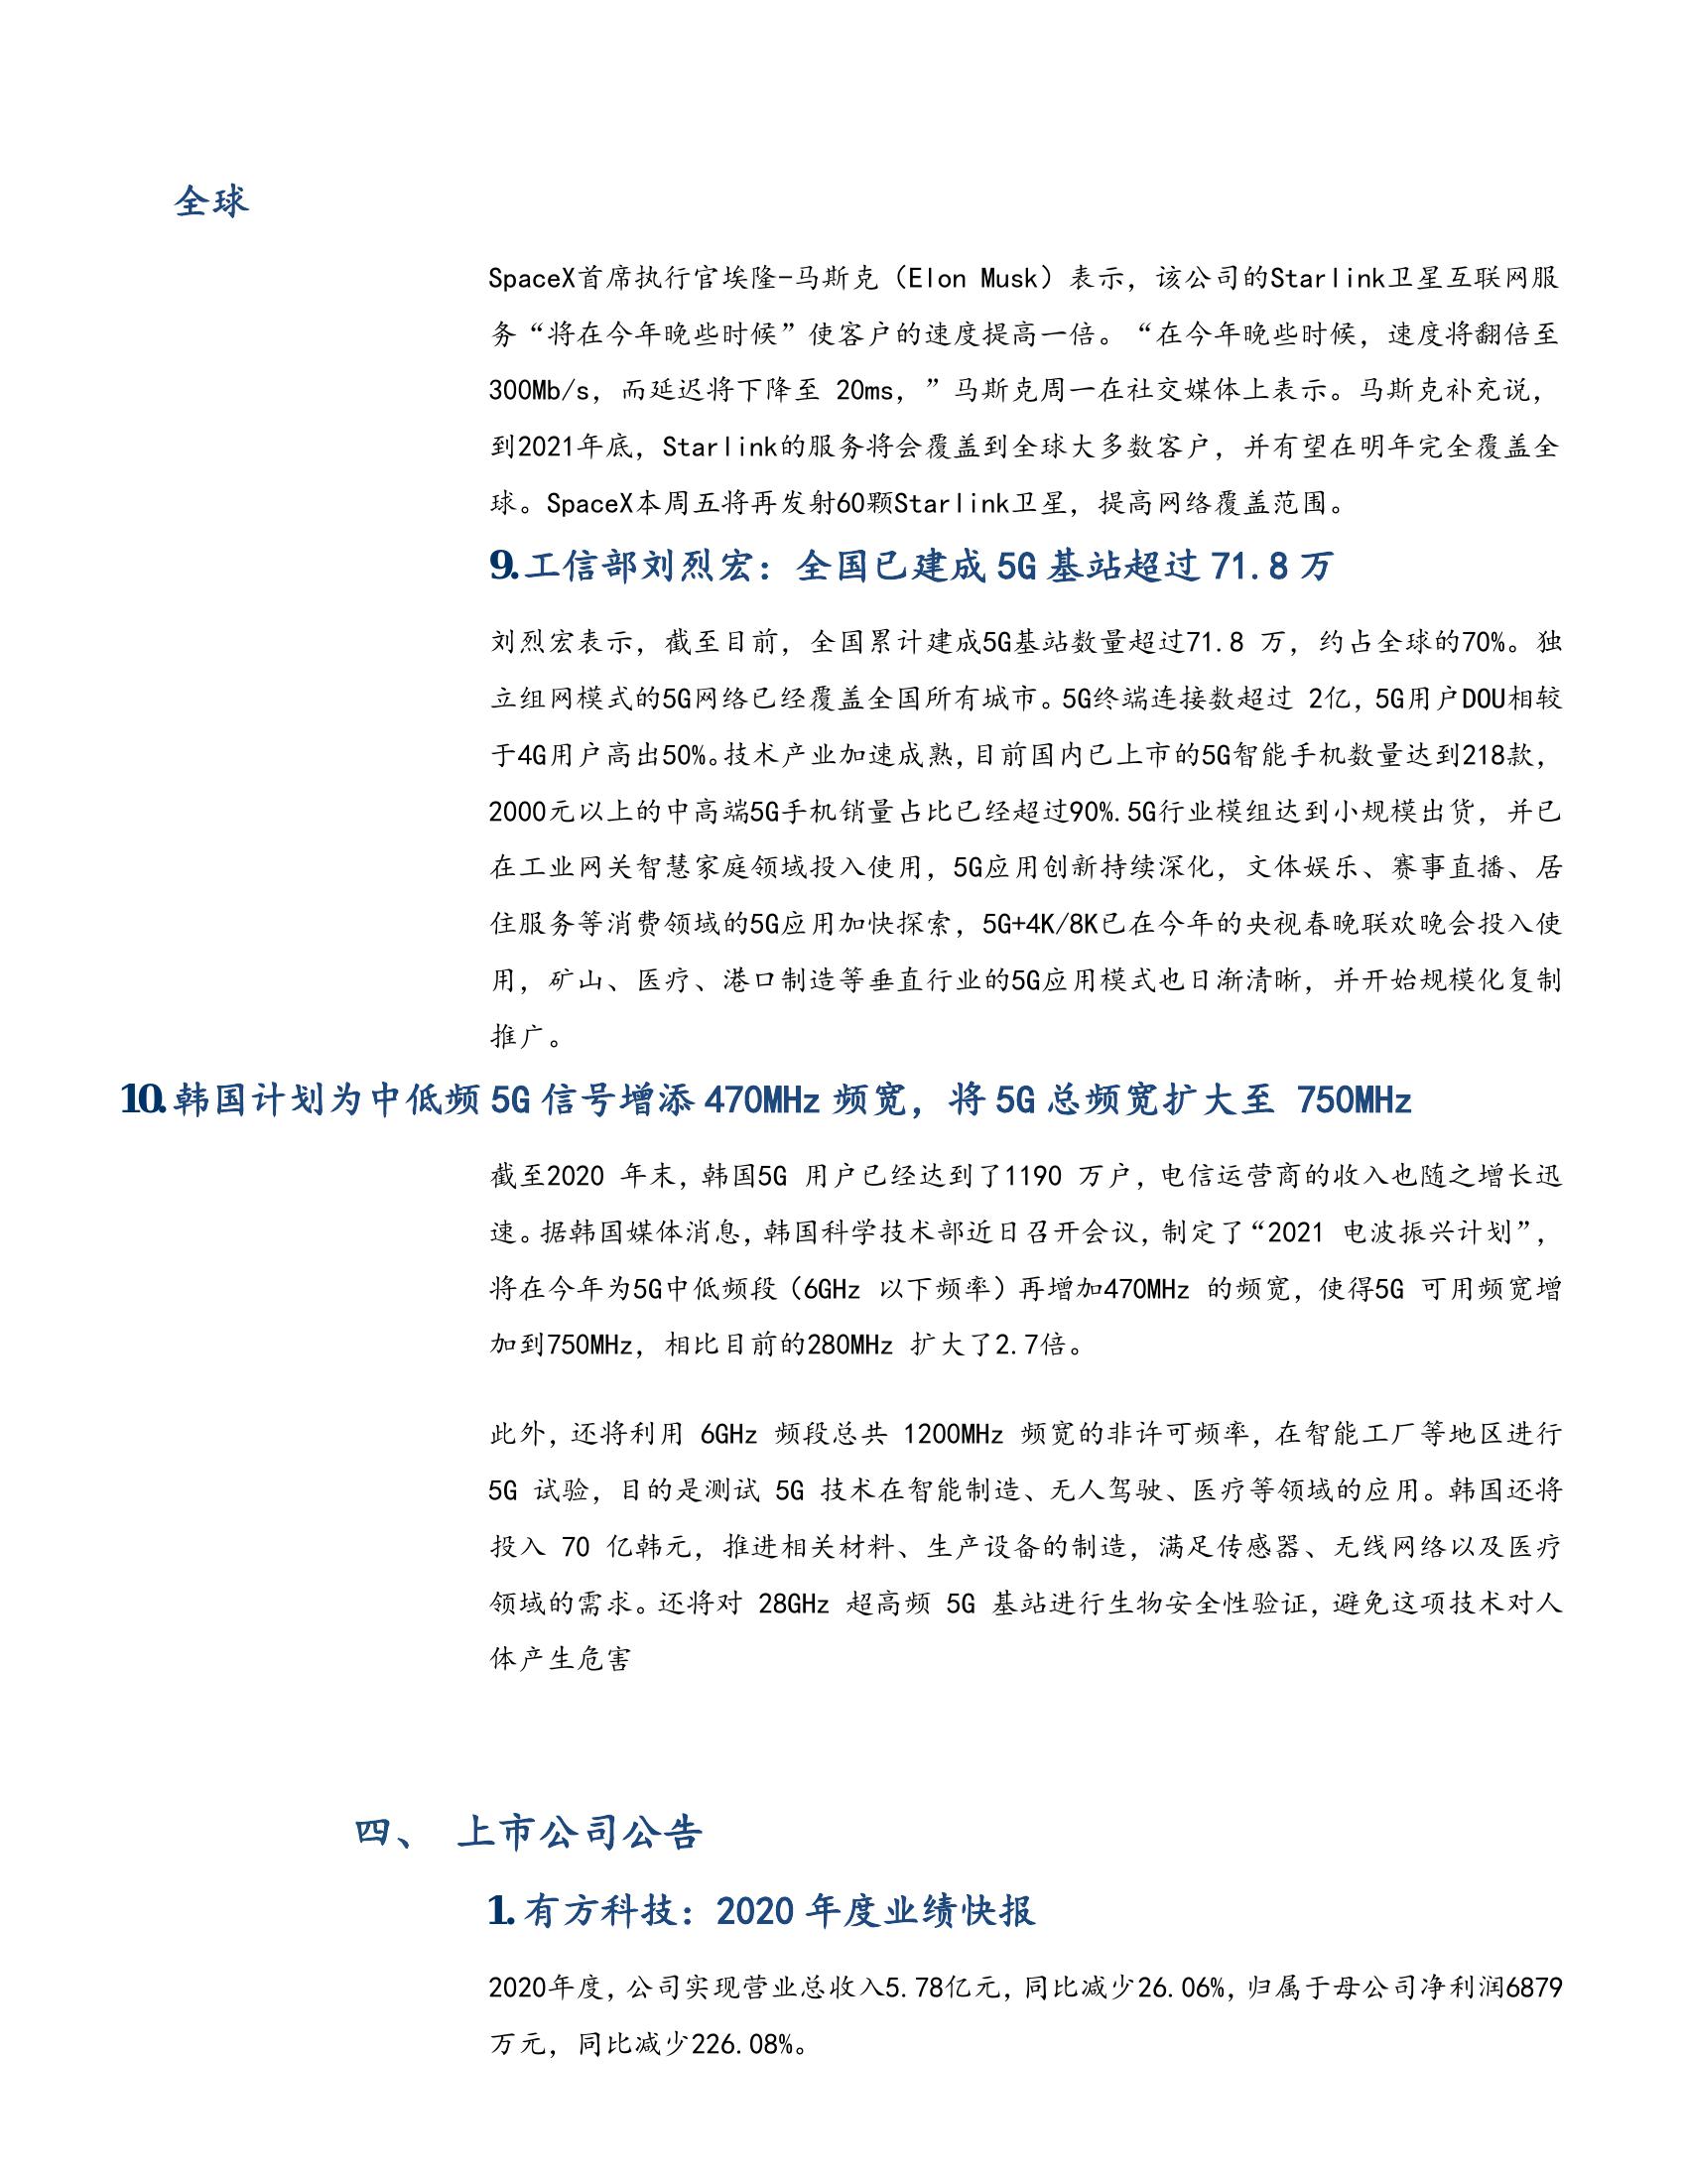 全球
SpaceX首席执行官埃隆-马斯克（Elon Musk）表示，该公司的Starlink卫星互联网服
务“将在今年晚些时候”使客户的速度提高一倍。“在今年晚些时候，速度将翻倍至
300Mb/s，而延迟将下降至 20ms，”马斯克周一在社交媒体上表示。马斯克补充说，
到2021年底，Starlink的服务将会覆盖到全球大多数客户，并有望在明年完全覆盖全
球。SpaceX本周五将再发射60颗Starlink卫星，提高网络覆盖范围。
9.工信部刘烈宏：全国已建成 5G 基站超过 71.8 万
刘烈宏表示，截至目前，全国累计建成5G基站数量超过71.8 万，约占全球的70%。独
立组网模式的5G网络已经覆盖全国所有城市。5G终端连接数超过 2亿，5G用户DOU相较
于4G用户高出50%。技术产业加速成熟，目前国内已上市的5G智能手机数量达到218款，
2000元以上的中高端5G手机销量占比已经超过90%.5G行业模组达到小规模出货，并已
在工业网关智慧家庭领域投入使用，5G应用创新持续深化，文体娱乐、赛事直播、居
住服务等消费领域的5G应用加快探索，5G+4K/8K已在今年的央视春晚联欢晚会投入使
用，矿山、医疗、港口制造等垂直行业的5G应用模式也日渐清晰，并开始规模化复制
推广。
10.韩国计划为中低频 5G 信号增添 470MHz 频宽，将 5G 总频宽扩大至 750MHz
截至2020 年末，韩国5G 用户已经达到了1190 万户，电信运营商的收入也随之增长迅
速。据韩国媒体消息，韩国科学技术部近日召开会议，制定了“2021 电波振兴计划”，
将在今年为5G中低频段（6GHz 以下频率）再增加470MHz 的频宽，使得5G 可用频宽增
加到750MHz，相比目前的280MHz 扩大了2.7倍。
此外，还将利用 6GHz 频段总共 1200MHz 频宽的非许可频率，在智能工厂等地区进行
5G 试验，目的是测试 5G 技术在智能制造、无人驾驶、医疗等领域的应用。韩国还将
投入 70 亿韩元，推进相关材料、生产设备的制造，满足传感器、无线网络以及医疗
领域的需求。还将对 28GHz 超高频 5G 基站进行生物安全性验证，避免这项技术对人
体产生危害
四、 上市公司公告
1. 有方科技：2020 年度业绩快报
2020年度，公司实现营业总收入5.78亿元，同比减少26.06%，归属于母公司净利润6879
万元，同比减少226.08%。